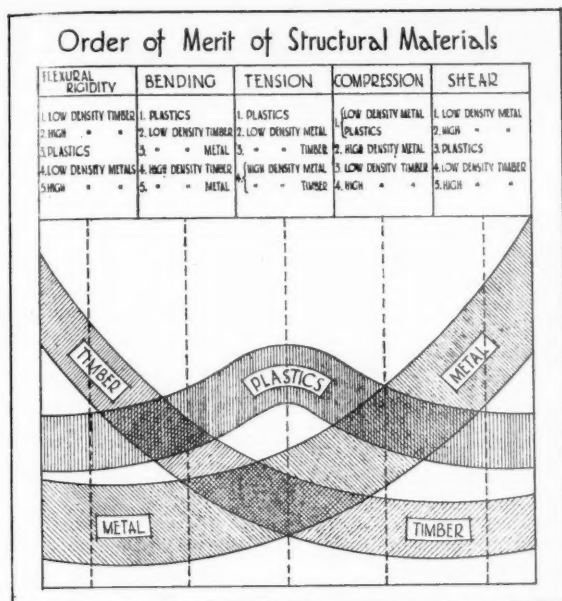 Order of Merit of Structural Materials
FLEXURAL RIGIDITY
1. LOW DENSITY TIMBER
2. HIGH " "
3. PLASTICS
4. LOW DENSITY METALS
5. HIGH " "
BENDING
1. PLASTICS
2. LOW DENSITY TIMBER
3. " " METAL
4. HIGH DENSITY TIMBER
5. " " METAL
TENSION
1. PLASTICS
2. LOW DENSITY METAL
3. " " TIMBER
4. { HIGH DENSITY METAL
" " TIMBER
COMPRESSION
1. { LOW DENSITY METAL
PLASTICS
2. HIGH DENSITY METAL
3. LOW DENSITY TIMBER
4. HIGH " "
SHEAR
1. LOW DENSITY METAL
2. HIGH " "
3. PLASTICS
4. LOW DENSITY TIMBER
5. HIGH " "
TIMBER
PLASTICS
METAL
METAL
TIMBER